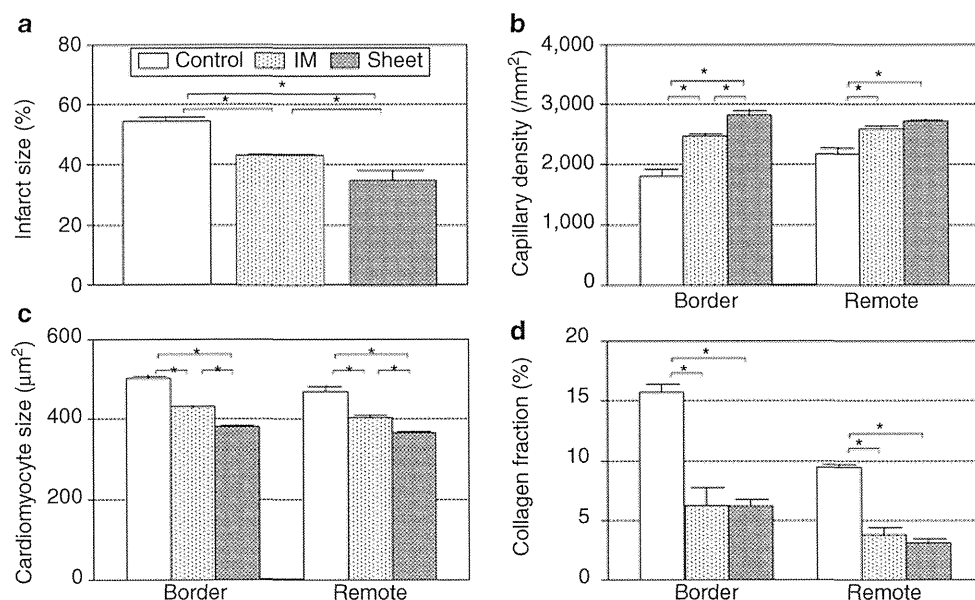 a
80
60
40
20
0
Infarct size (%)
Control IM Sheet
*
* *
b
4,000
3,000
2,000
1,000
0
Capillary density (/mm²)
* *
* * *
*
Border Remote
c
600
400
200
0
Cardiomyocyte size (µm²)
* *
* * * *
Border Remote
d
20
15
10
5
0
Collagen fraction (%)
*
*
*
*
Border Remote